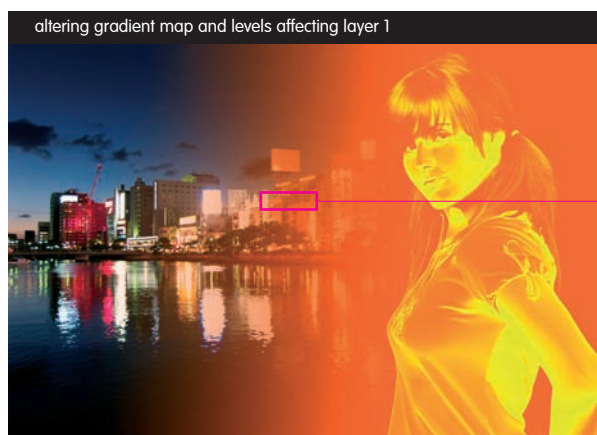 altering gradient map and levels affecting layer 1